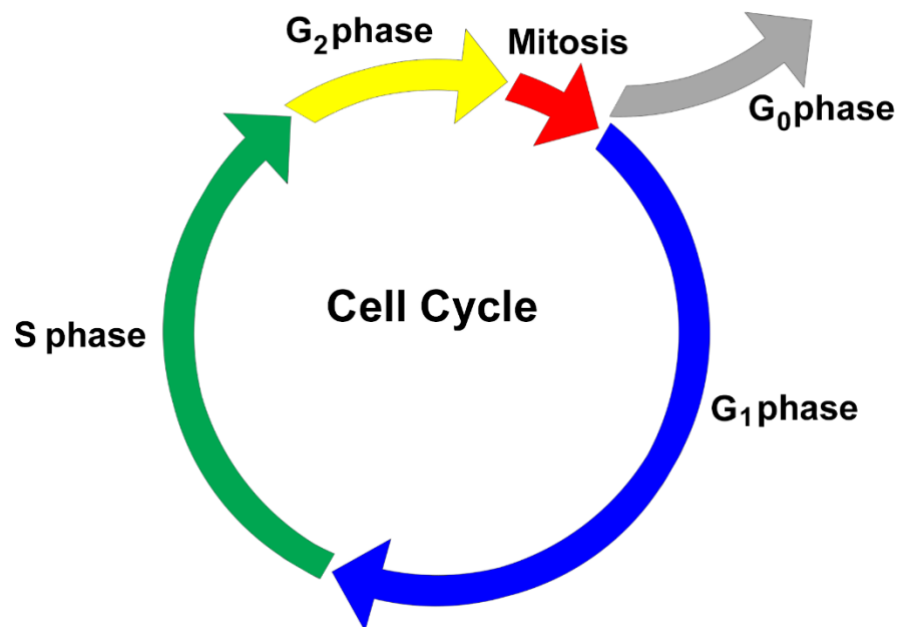 G₂ phase
Mitosis
G₀ phase
Cell Cycle
S phase
G₁ phase